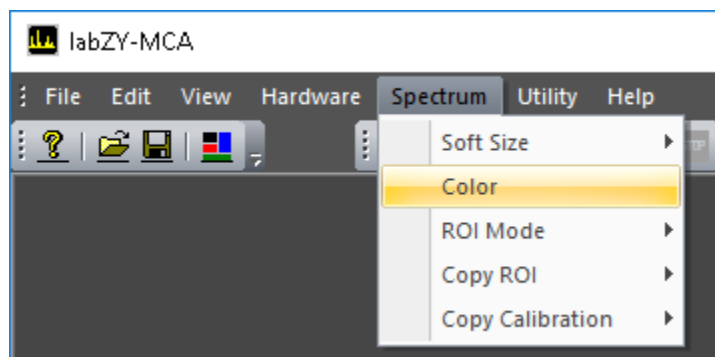 labZY-MCA
File Edit View Hardware Spectrum Utility Help
Soft Size
Color
ROI Mode
Copy ROI
Copy Calibration